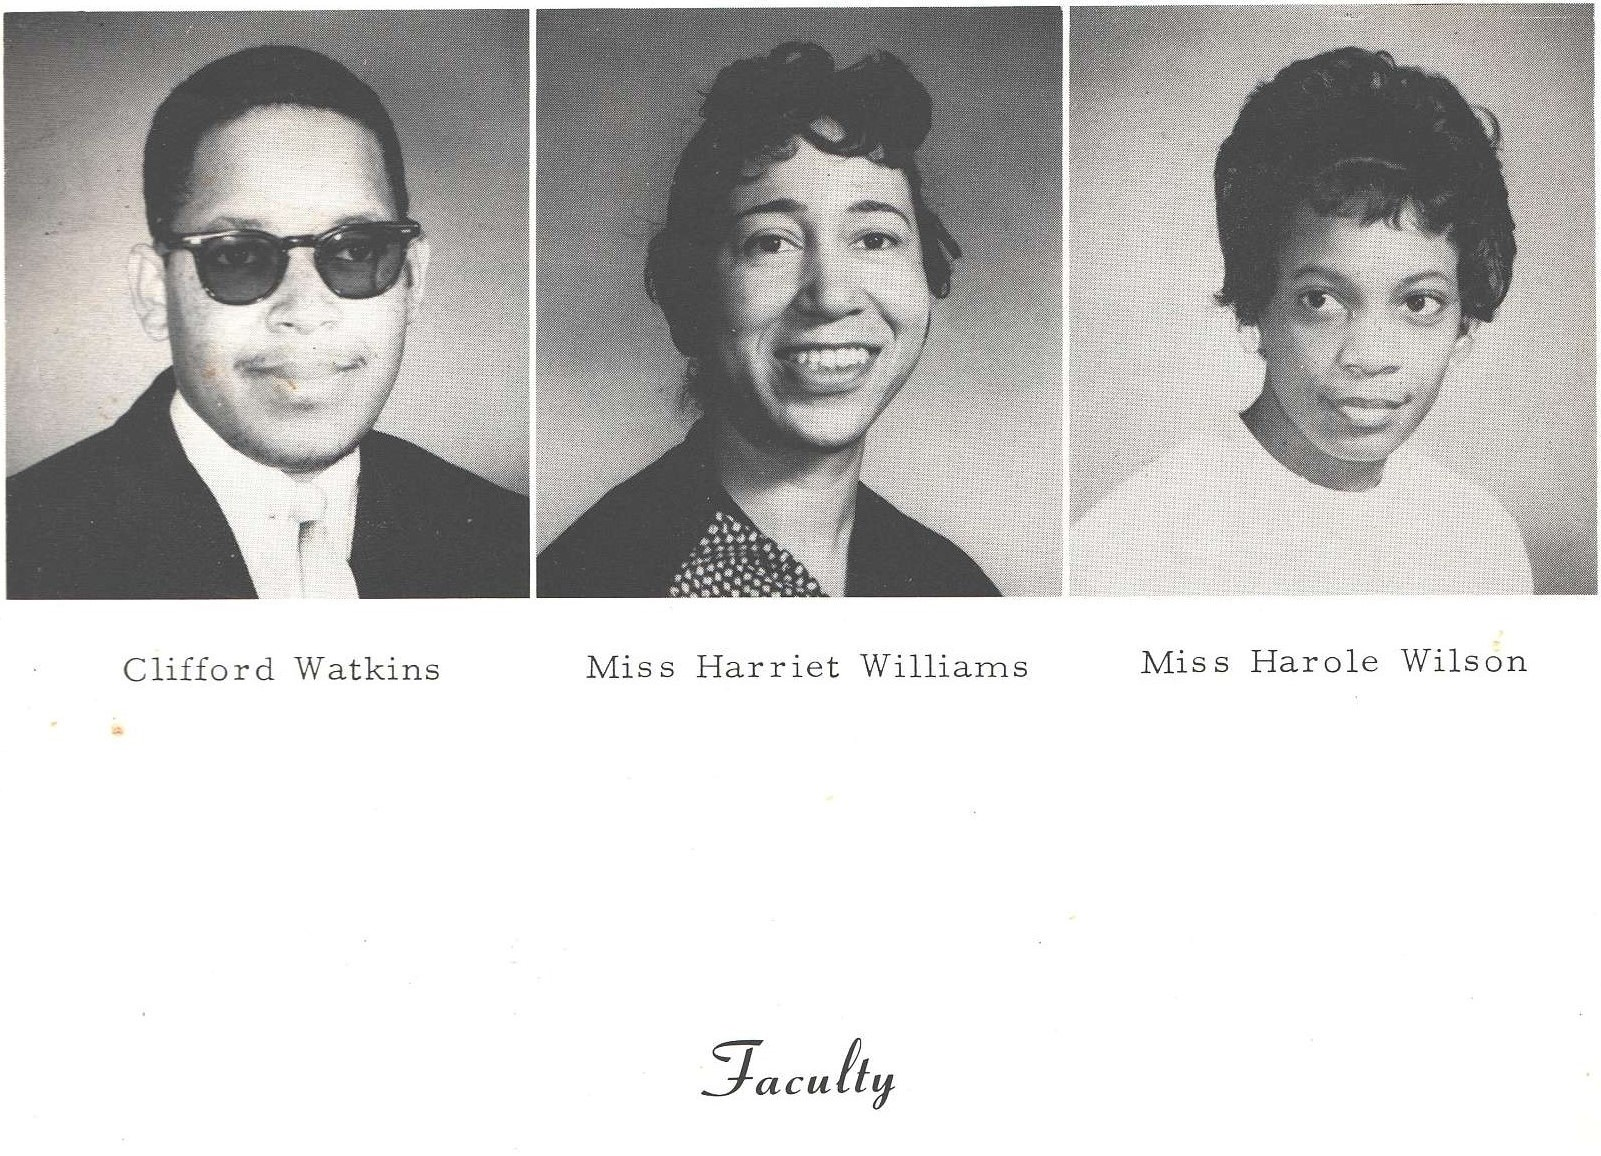 Clifford Watkins
Miss Harriet Williams
Miss Harole Wilson
Faculty